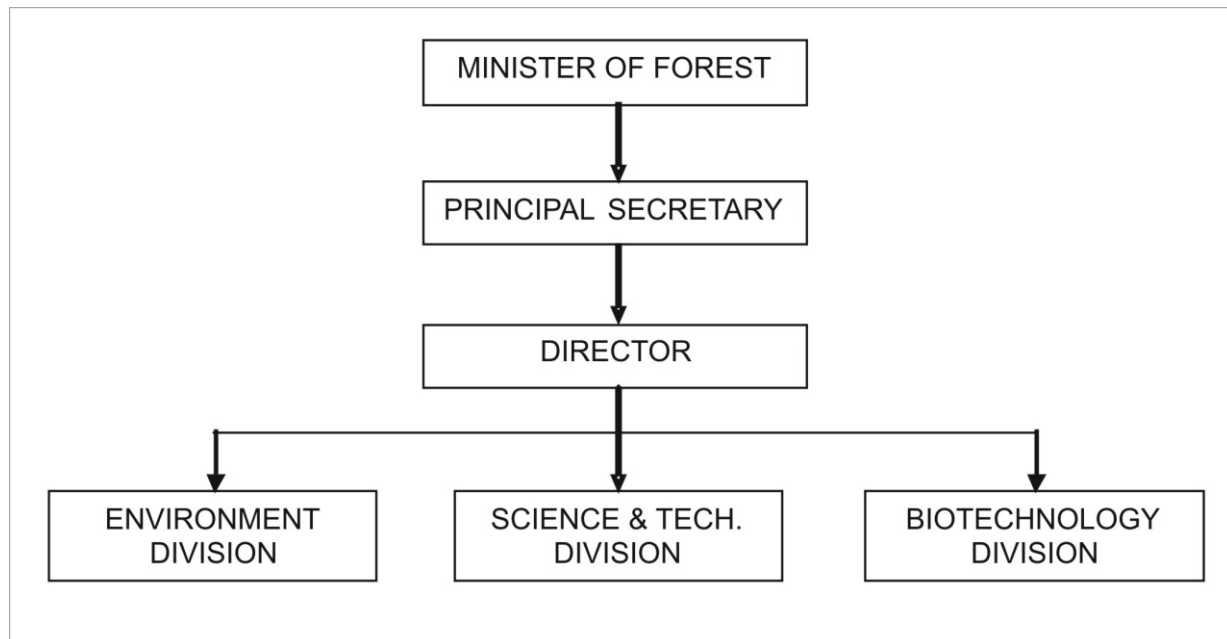 MINISTER OF FOREST
PRINCIPAL SECRETARY
DIRECTOR
ENVIRONMENT
DIVISION
SCIENCE & TECH.
DIVISION
BIOTECHNOLOGY
DIVISION